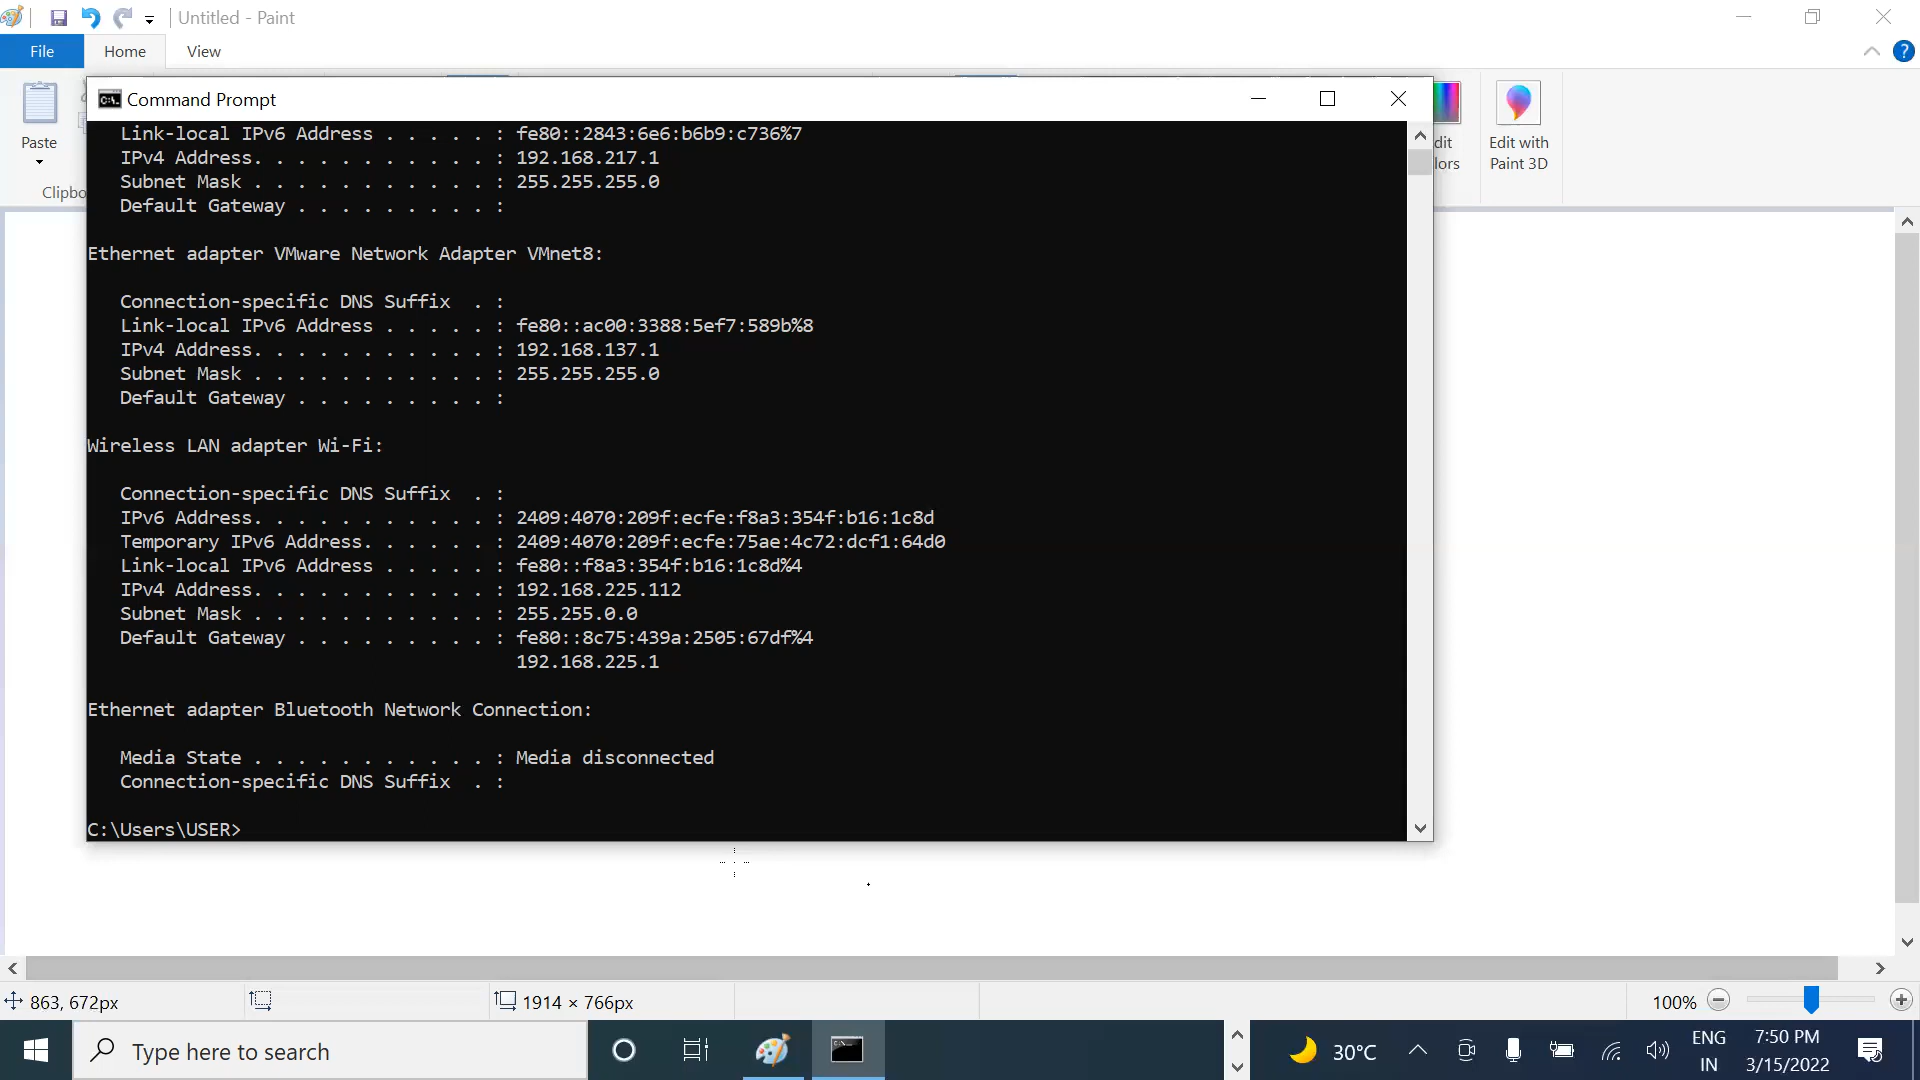 Untitled - Paint
File Home View
Paste
Clipbo
dit
lors
Edit with
Paint 3D
Command Prompt
Link-local IPv6 Address . . . . . : fe80::2843:6e6:b6b9:c736%7
IPv4 Address. . . . . . . . . . . : 192.168.217.1
Subnet Mask . . . . . . . . . . . : 255.255.255.0
Default Gateway . . . . . . . . . :
Ethernet adapter VMware Network Adapter VMnet8:
Connection-specific DNS Suffix  . :
Link-local IPv6 Address . . . . . : fe80::ac00:3388:5ef7:589b%8
IPv4 Address. . . . . . . . . . . : 192.168.137.1
Subnet Mask . . . . . . . . . . . : 255.255.255.0
Default Gateway . . . . . . . . . :
Wireless LAN adapter Wi-Fi:
Connection-specific DNS Suffix  . :
IPv6 Address. . . . . . . . . . . : 2409:4070:209f:ecfe:f8a3:354f:b16:1c8d
Temporary IPv6 Address. . . . . . : 2409:4070:209f:ecfe:75ae:4c72:dcf1:64d0
Link-local IPv6 Address . . . . . : fe80::f8a3:354f:b16:1c8d%4
IPv4 Address. . . . . . . . . . . : 192.168.225.112
Subnet Mask . . . . . . . . . . . : 255.255.0.0
Default Gateway . . . . . . . . . : fe80::8c75:439a:2505:67df%4
192.168.225.1
Ethernet adapter Bluetooth Network Connection:
Media State . . . . . . . . . . . : Media disconnected
Connection-specific DNS Suffix  . :
C:\Users\USER>
863, 672px
1914 × 766px
100%
Type here to search
30°C
ENG
IN
7:50 PM
3/15/2022